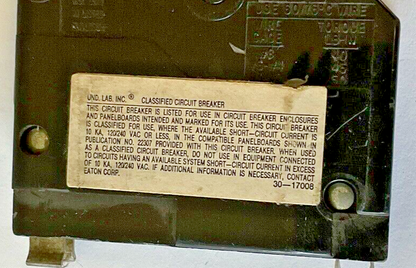 USE 60/75°C WIRE
WIRE TORQUE
GAGE LB-IN
UND. LAB. INC.® CLASSIFIED CIRCUIT BREAKER
THIS CIRCUIT BREAKER IS LISTED FOR USE IN CIRCUIT BREAKER ENCLOSURES
AND PANELBOARDS INTENDED AND MARKED FOR ITS USE. THIS CIRCUIT BREAKER
IS CLASSIFIED FOR USE, WHERE THE AVAILABLE SHORT-CIRCUIT CURRENT IS
10 KA, 120/240 VAC OR LESS, IN THE COMPATIBLE PANELBOARDS SHOWN IN
PUBLICATION NO. 22307 PROVIDED WITH THIS CIRCUIT BREAKER. WHEN USED
AS A CLASSIFIED CIRCUIT BREAKER, DO NOT USE IN EQUIPMENT CONNECTED
TO CIRCUITS HAVING AN AVAILABLE SYSTEM SHORT-CIRCUIT CURRENT IN EXCESS
OF 10 KA, 120/240 VAC. IF ADDITIONAL INFORMATION IS NECESSARY, CONTACT
EATON CORP.
30-17008